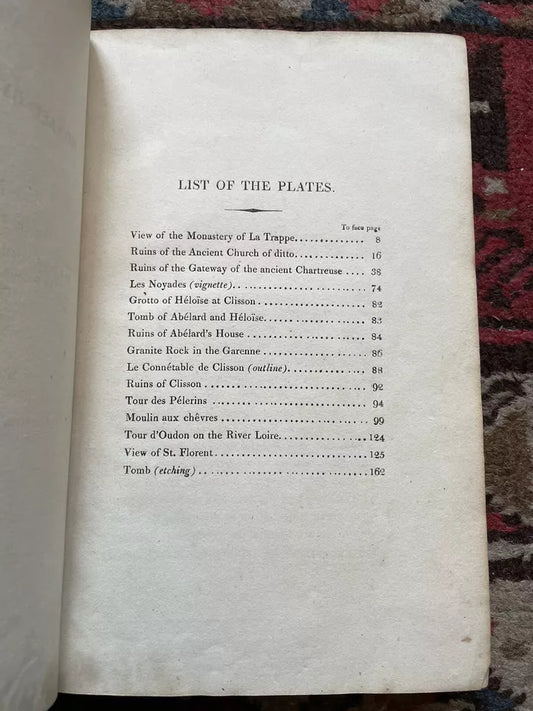 LIST OF THE PLATES.
To face page
View of the Monastery of La Trappe.............. 8
Ruins of the Ancient Church of ditto.............. 16
Ruins of the Gateway of the ancient Chartreuse .... 38
Les Noyades (vignette)........................ 74
Grotto of Héloïse at Clisson .................... 82
Tomb of Abélard and Héloïse.................... 83
Ruins of Abélard's House ...................... 84
Granite Rock in the Garenne .................... 86
Le Connétable de Clisson (outline)................ 88
Ruins of Clisson .............................. 92
Tour des Pélerins .............................. 94
Moulin aux chêvres ............................ 99
Tour d'Oudon on the River Loire.................. 124
View of St. Florent.............................. 125
Tomb (etching) ................................ 162